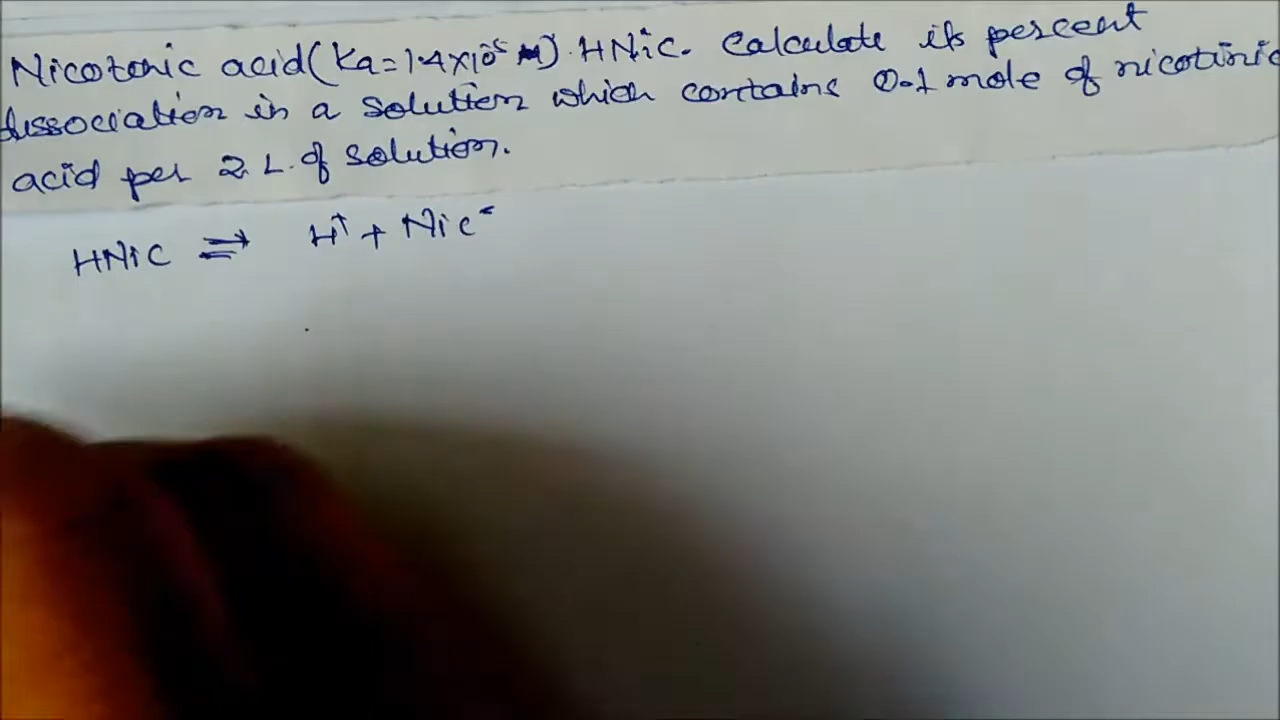 Nicotonic acid (Ka=1.4×10⁻⁵ M) HNiC. Calculate its percent
dissociation in a solution which contains 0.1 mole of nicotinic
acid per 2 L. of solution.
HNiC ⇌ H⁺ + Nic⁻